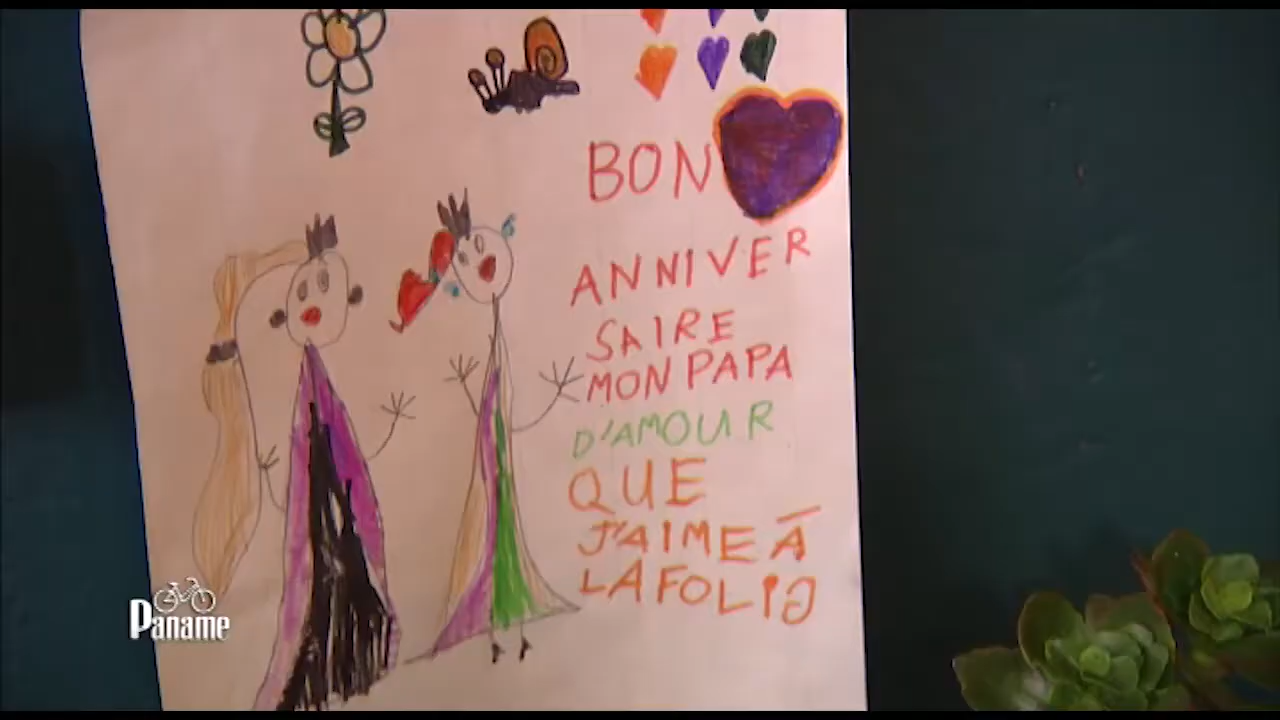 BON
ANNIVER
SAIRE
MON PAPA
D'AMOUR
QUE
J'AIME À
LA FOLIE
Paname